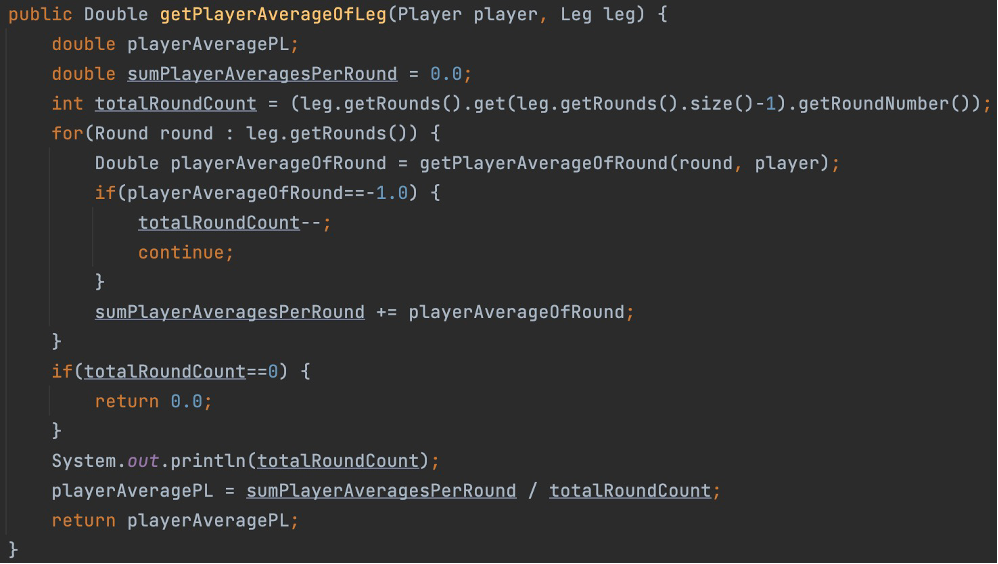 public Double getPlayerAverageOfLeg(Player player, Leg leg) {
    double playerAveragePL;
    double sumPlayerAveragesPerRound = 0.0;
    int totalRoundCount = (leg.getRounds().get(leg.getRounds().size()-1).getRoundNumber());
    for(Round round : leg.getRounds()) {
        Double playerAverageOfRound = getPlayerAverageOfRound(round, player);
        if(playerAverageOfRound==-1.0) {
            totalRoundCount--;
            continue;
        }
        sumPlayerAveragesPerRound += playerAverageOfRound;
    }
    if(totalRoundCount==0) {
        return 0.0;
    }
    System.out.println(totalRoundCount);
    playerAveragePL = sumPlayerAveragesPerRound / totalRoundCount;
    return playerAveragePL;
}